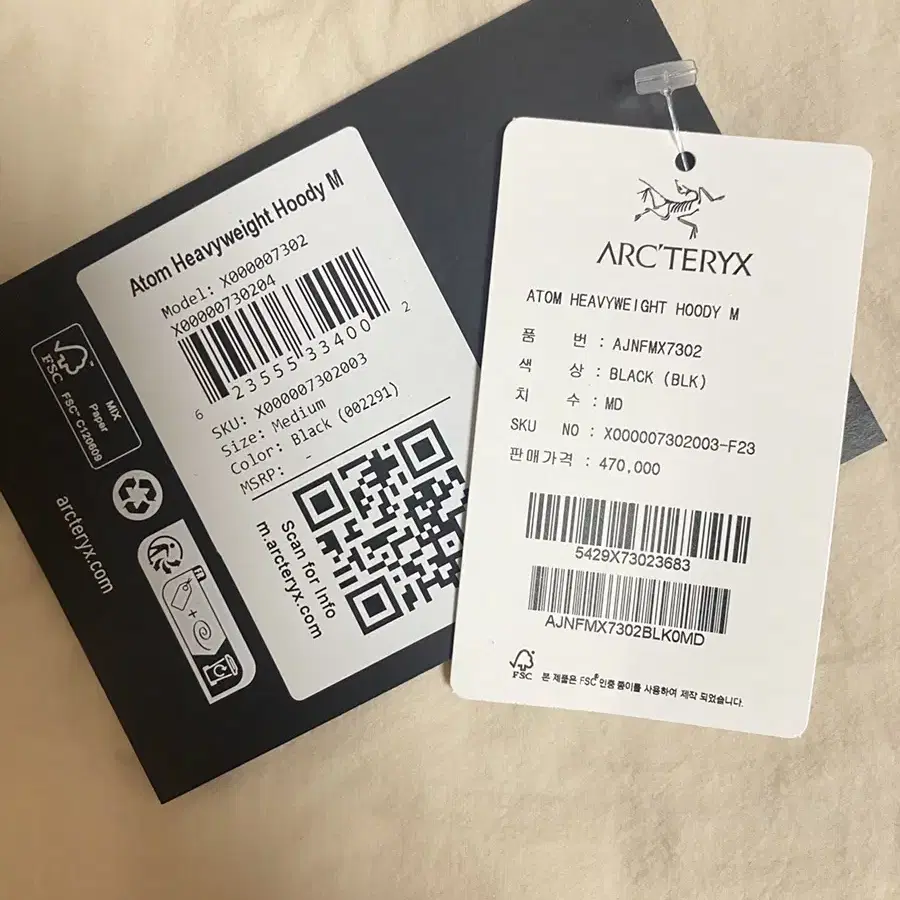 Atom Heavyweight Hoody M
Model: X000007302
X00000730204
6 23555 33400 2
SKU: X000007302003
Size: Medium
Color: Black (002291)
MSRP: -
Scan for Info
m.arcteryx.com
FSC
MIX
Paper
FSC™ C120609
arcteryx.com
FR
ARC'TERYX
ATOM HEAVYWEIGHT HOODY M
품 번 : AJNFMX7302
색 상 : BLACK (BLK)
치 수 : MD
SKU NO : X000007302003-F23
판매가격 : 470,000
5429X73023683
AJNFMX7302BLK0MD
FSC 본 제품은 FSC® 인증 종이를 사용하여 제작 되었습니다.